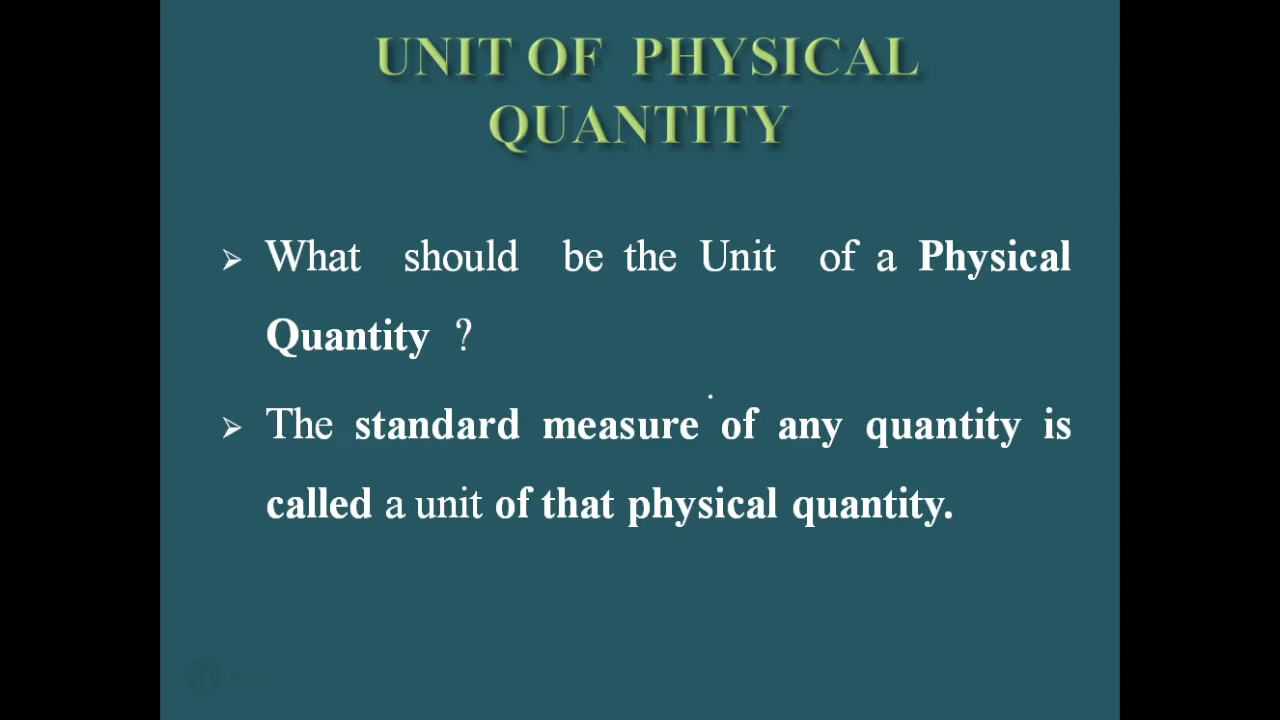 UNIT OF PHYSICAL
QUANTITY
➢ What should be the Unit of a Physical
Quantity ?
➢ The standard measure of any quantity is
called a unit of that physical quantity.